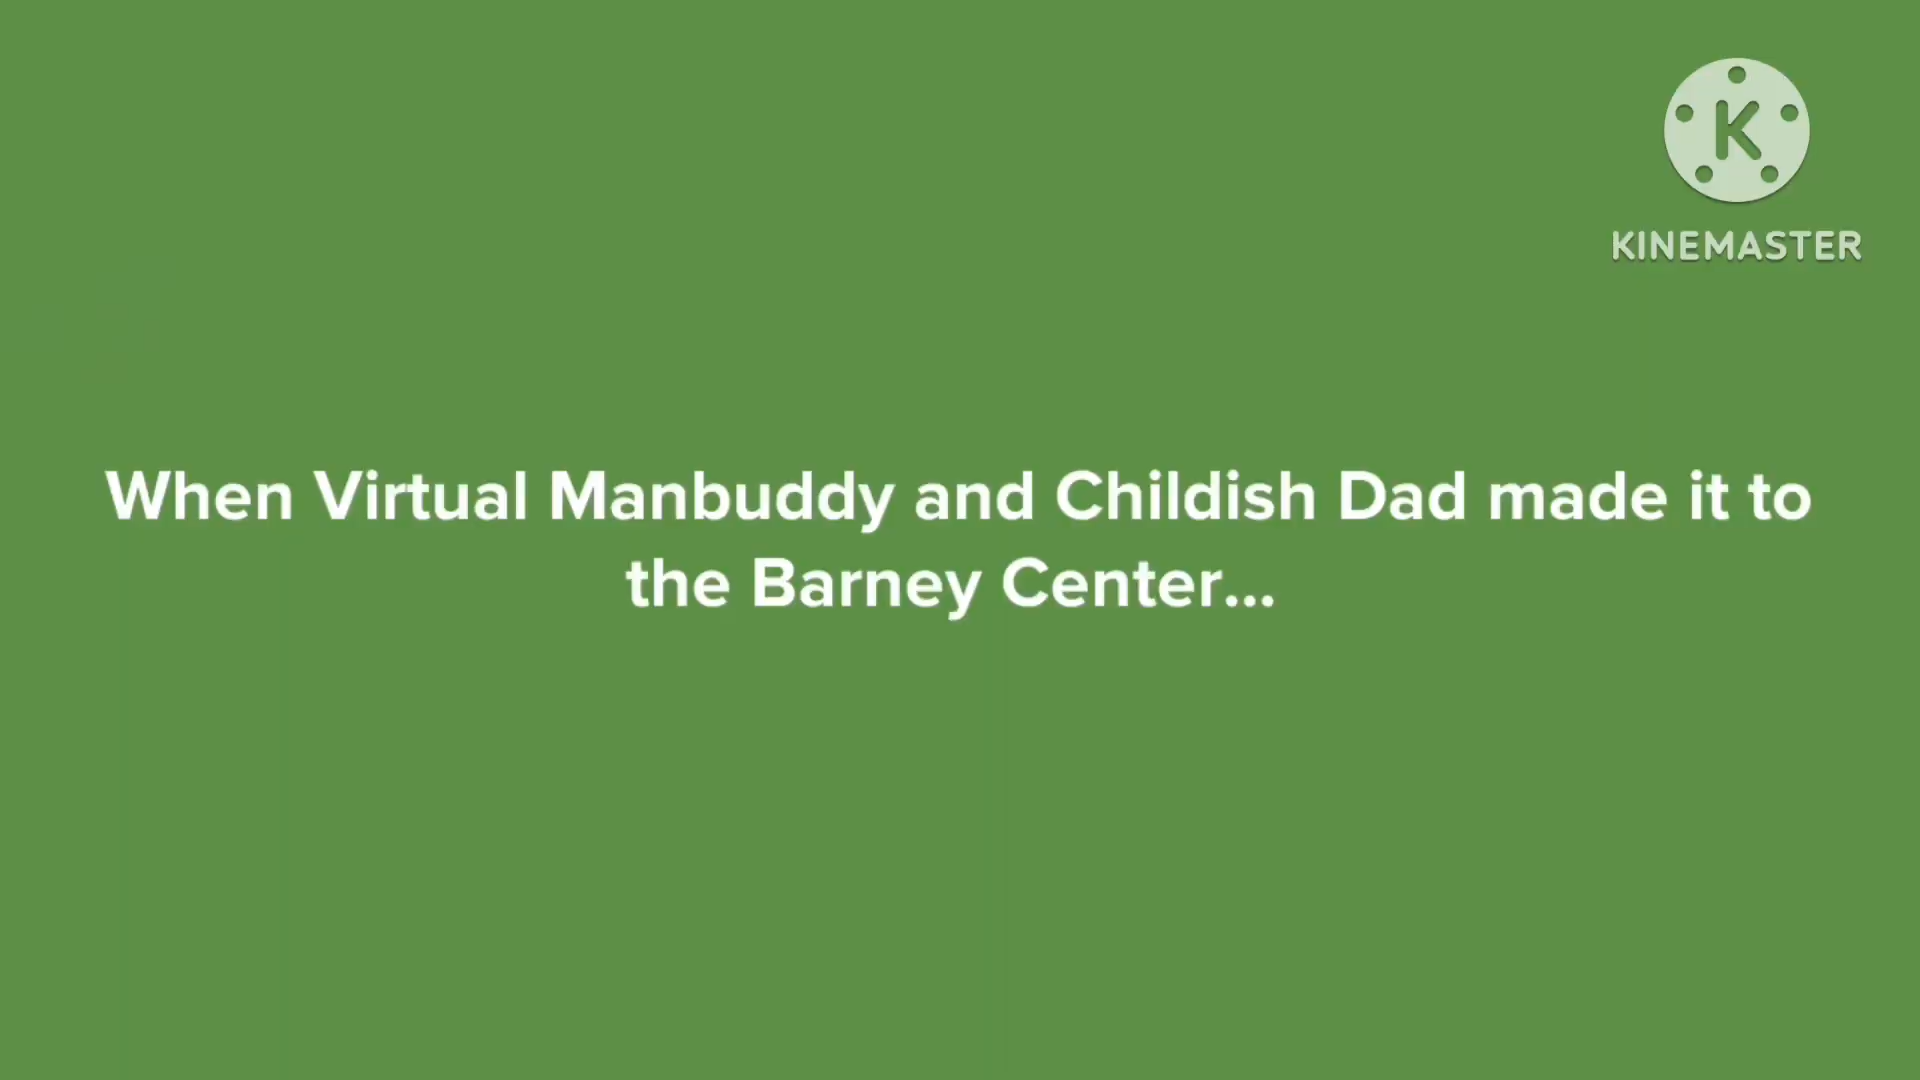 K
KINEMASTER
When Virtual Manbuddy and Childish Dad made it to
the Barney Center...